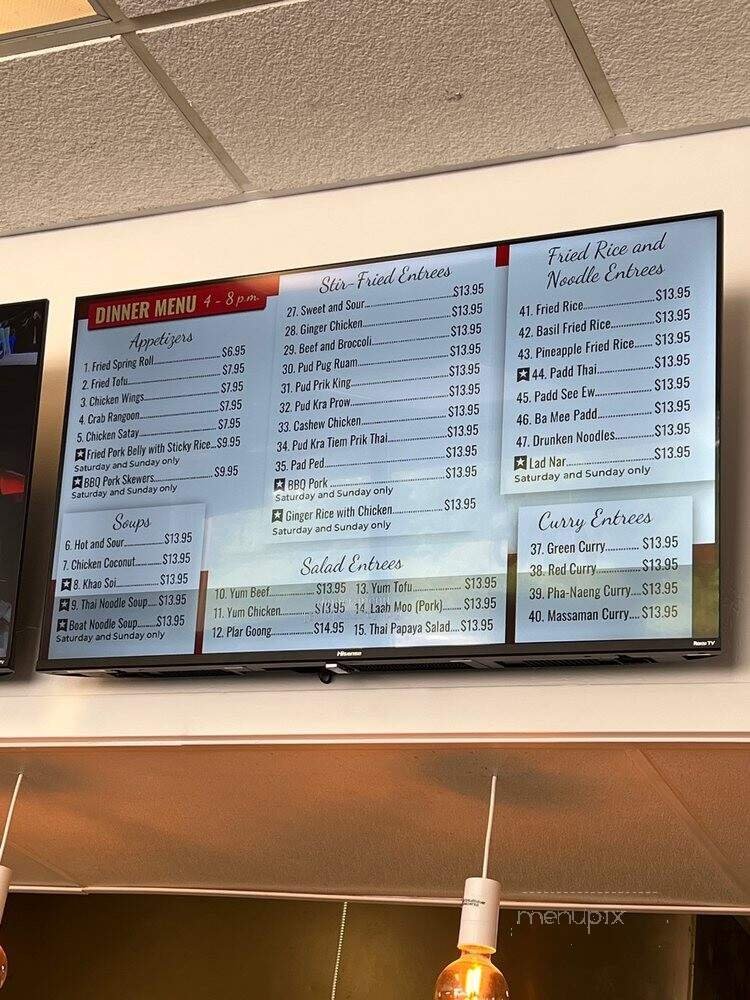 DINNER MENU 4 - 8 p.m.
Appetizers
1. Fried Spring Roll $6.95
2. Fried Tofu $7.95
3. Chicken Wings $7.95
4. Crab Rangoon $7.95
5. Chicken Satay $7.95
Fried Pork Belly with Sticky Rice $9.95
Saturday and Sunday only
BBQ Pork Skewers $9.95
Saturday and Sunday only
Soups
6. Hot and Sour $13.95
7. Chicken Coconut $13.95
8. Khao Soi $13.95
9. Thai Noodle Soup $13.95
Boat Noodle Soup $13.95
Saturday and Sunday only
Stir-Fried Entrees
27. Sweet and Sour $13.95
28. Ginger Chicken $13.95
29. Beef and Broccoli $13.95
30. Pud Pug Ruam $13.95
31. Pud Prik King $13.95
32. Pud Kra Prow $13.95
33. Cashew Chicken $13.95
34. Pud Kra Tiem Prik Thai $13.95
35. Pad Ped $13.95
BBQ Pork $13.95
Saturday and Sunday only
Ginger Rice with Chicken $13.95
Saturday and Sunday only
Salad Entrees
10. Yum Beef $13.95
11. Yum Chicken $13.95
12. Plar Goong $14.95
13. Yum Tofu $13.95
14. Laah Moo (Pork) $13.95
15. Thai Papaya Salad $13.95
Fried Rice and
Noodle Entrees
41. Fried Rice $13.95
42. Basil Fried Rice $13.95
43. Pineapple Fried Rice $13.95
44. Padd Thai $13.95
45. Padd See Ew $13.95
46. Ba Mee Padd $13.95
47. Drunken Noodles $13.95
Lad Nar $13.95
Saturday and Sunday only
Curry Entrees
37. Green Curry $13.95
38. Red Curry $13.95
39. Pha-Naeng Curry $13.95
40. Massaman Curry $13.95
Hisense
Roku TV
menupix